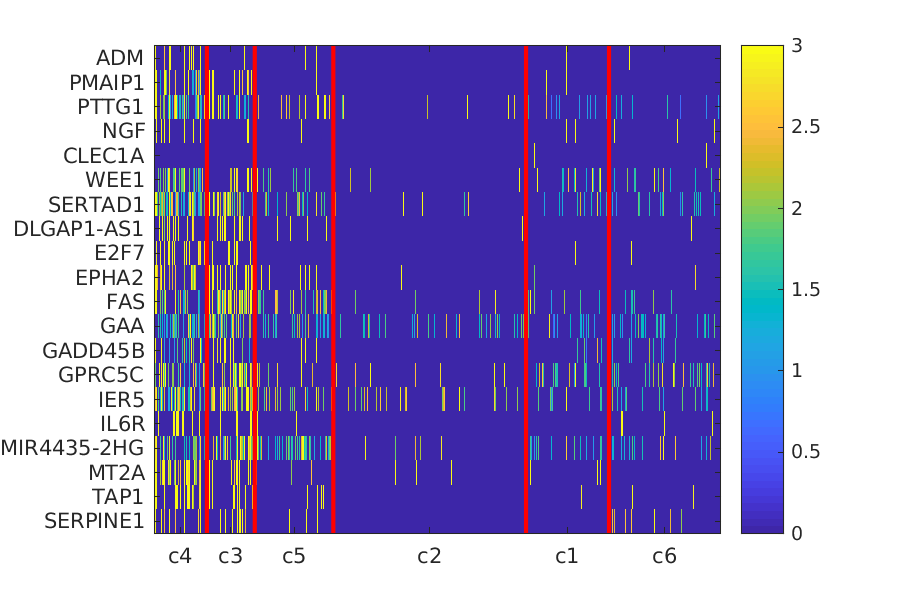 ADM
PMAIP1
PTTG1
NGF
CLEC1A
WEE1
SERTAD1
DLGAP1-AS1
E2F7
EPHA2
FAS
GAA
GADD45B
GPRC5C
IER5
IL6R
MIR4435-2HG
MT2A
TAP1
SERPINE1
c4 c3 c5 c2 c1 c6
3
2.5
2
1.5
1
0.5
0